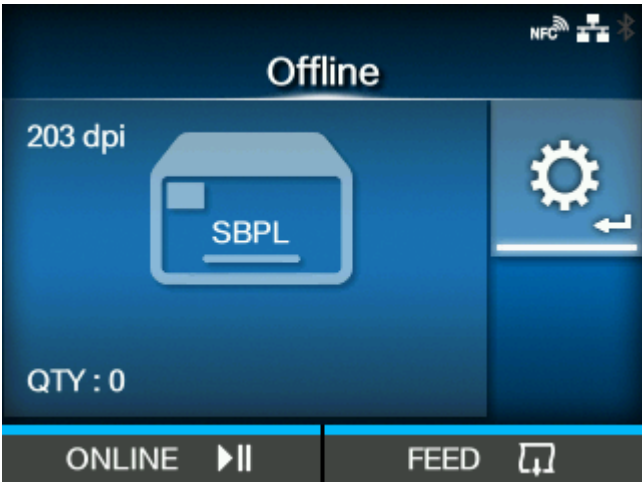 NFC
Offline
203 dpi
SBPL
QTY : 0
ONLINE
FEED